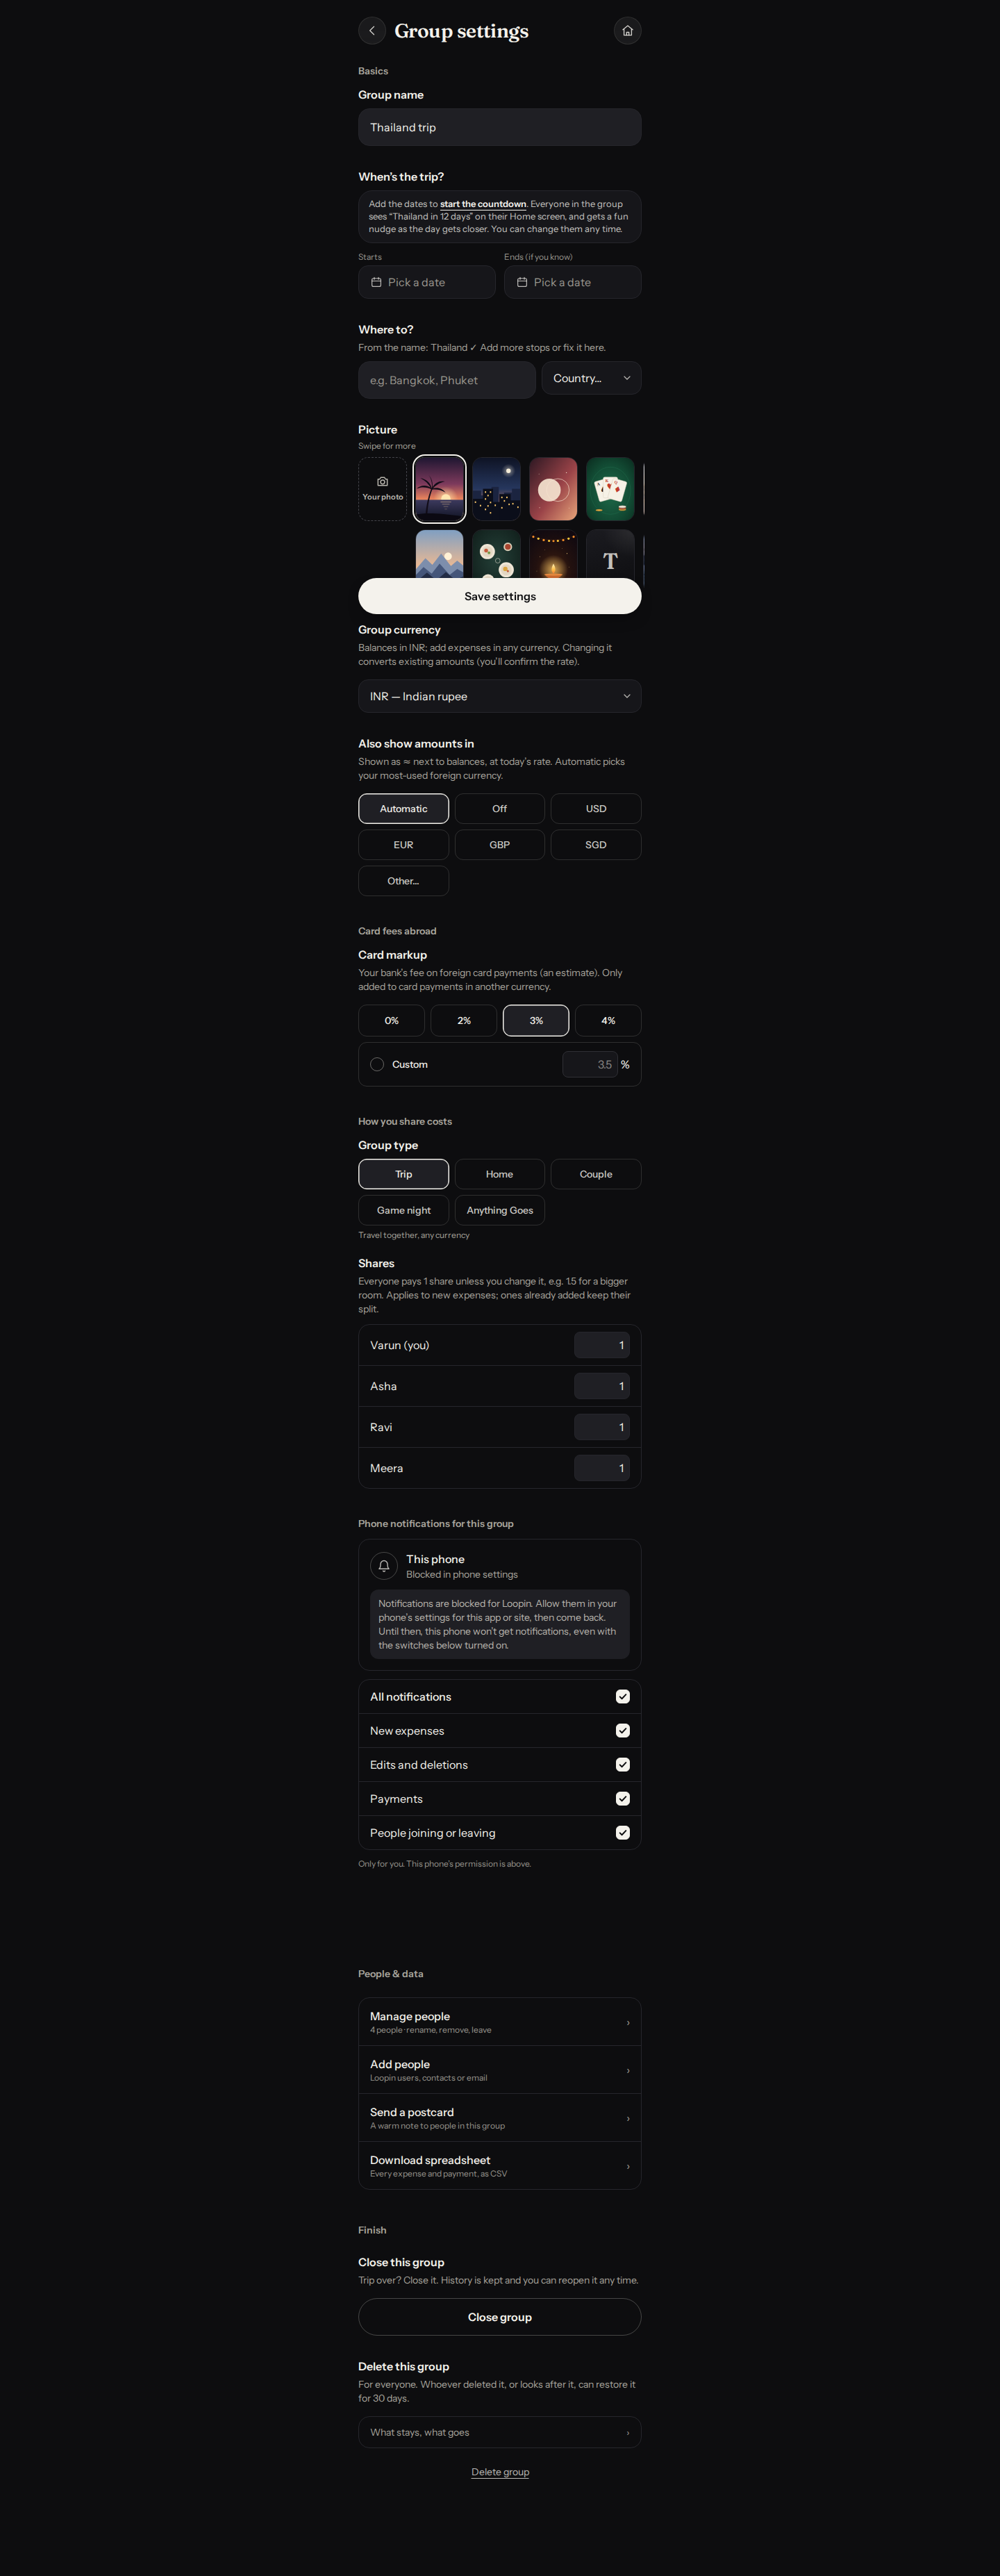 Group settings
Basics
Group name
Thailand trip
When's the trip?
Add the dates to start the countdown. Everyone in the group
sees "Thailand in 12 days" on their Home screen, and gets a fun
nudge as the day gets closer. You can change them any time.
Starts
Ends (if you know)
Pick a date
Pick a date
Where to?
From the name: Thailand ✓ Add more stops or fix it here.
e.g. Bangkok, Phuket
Country...
Picture
Swipe for more
Your photo
T
Save settings
Group currency
Balances in INR; add expenses in any currency. Changing it
converts existing amounts (you'll confirm the rate).
INR — Indian rupee
Also show amounts in
Shown as ≈ next to balances, at today's rate. Automatic picks
your most-used foreign currency.
Automatic
Off
USD
EUR
GBP
SGD
Other...
Card fees abroad
Card markup
Your bank's fee on foreign card payments (an estimate). Only
added to card payments in another currency.
0%
2%
3%
4%
Custom
3.5 %
How you share costs
Group type
Trip
Home
Couple
Game night
Anything Goes
Travel together, any currency
Shares
Everyone pays 1 share unless you change it, e.g. 1.5 for a bigger
room. Applies to new expenses; ones already added keep their
split.
Varun (you) 1
Asha 1
Ravi 1
Meera 1
Phone notifications for this group
This phone
Blocked in phone settings
Notifications are blocked for Loopin. Allow them in your
phone's settings for this app or site, then come back.
Until then, this phone won't get notifications, even with
the switches below turned on.
All notifications
New expenses
Edits and deletions
Payments
People joining or leaving
Only for you. This phone's permission is above.
People & data
Manage people
4 people · rename, remove, leave
Add people
Loopin users, contacts or email
Send a postcard
A warm note to people in this group
Download spreadsheet
Every expense and payment, as CSV
Finish
Close this group
Trip over? Close it. History is kept and you can reopen it any time.
Close group
Delete this group
For everyone. Whoever deleted it, or looks after it, can restore it
for 30 days.
What stays, what goes
Delete group